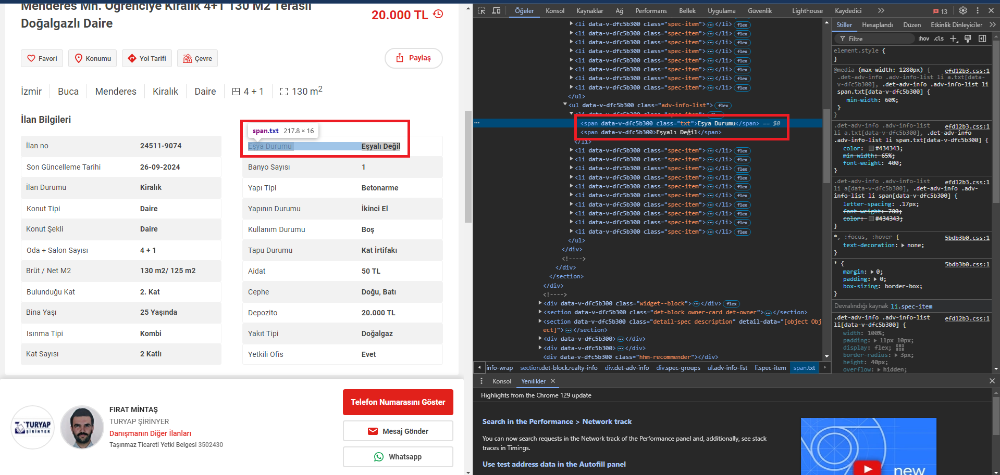 Menderes Mh. Öğrenciye Kiralık 4+1 130 M2 Teraslı
Doğalgazlı Daire
20.000 TL
Favori
Konumu
Yol Tarifi
Çevre
Paylaş
İzmir
Buca
Menderes
Kiralık
Daire
4 + 1
130 m2
İlan Bilgileri
span.txt 217.8 × 16
İlan no 24511-9074
Son Güncelleme Tarihi 26-09-2024
İlan Durumu Kiralık
Konut Tipi Daire
Konut Şekli Daire
Oda + Salon Sayısı 4 + 1
Brüt / Net M2 130 m2/ 125 m2
Bulunduğu Kat 2. Kat
Bina Yaşı 25 Yaşında
Isınma Tipi Kombi
Kat Sayısı 2 Katlı
Eşya Durumu Eşyalı Değil
Banyo Sayısı 1
Yapı Tipi Betonarme
Yapının Durumu İkinci El
Kullanım Durumu Boş
Tapu Durumu Kat İrtifakı
Aidat 50 TL
Cephe Doğu, Batı
Depozito 20.000 TL
Yakıt Tipi Doğalgaz
Yetkili Ofis Evet
TURYAP
ŞİRİNYER
FIRAT MİNTAŞ
TURYAP ŞİRİNYER
Danışmanın Diğer İlanları
Taşınmaz Ticareti Yetki Belgesi 3502430
Telefon Numarasını Göster
Mesaj Gönder
Whatsapp
Öğeler Konsol Kaynaklar Ağ Performans Bellek Uygulama Güvenlik Lighthouse Kaydedici 13
<li data-v-dfc5b300 class="spec-item"> </li> flex
<li data-v-dfc5b300 class="spec-item"> </li> flex
<li data-v-dfc5b300 class="spec-item"> </li> flex
<li data-v-dfc5b300 class="spec-item"> </li> flex
<li data-v-dfc5b300 class="spec-item"> </li> flex
<li data-v-dfc5b300 class="spec-item"> </li> flex
<li data-v-dfc5b300 class="spec-item"> </li> flex
<li data-v-dfc5b300 class="spec-item"> </li> flex
</ul>
<ul data-v-dfc5b300 class="adv-info-list"> flex
<span data-v-dfc5b300 class="txt">Eşya Durumu</span> == $0
<span data-v-dfc5b300>Eşyalı Değil</span>
</li>
<li data-v-dfc5b300 class="spec-item"> </li> flex
<li data-v-dfc5b300 class="spec-item"> </li> flex
<li data-v-dfc5b300 class="spec-item"> </li> flex
<li data-v-dfc5b300 class="spec-item"> </li> flex
<li data-v-dfc5b300 class="spec-item"> </li> flex
<li data-v-dfc5b300 class="spec-item"> </li> flex
<li data-v-dfc5b300 class="spec-item"> </li> flex
<li data-v-dfc5b300 class="spec-item"> </li> flex
<li data-v-dfc5b300 class="spec-item"> </li> flex
<li data-v-dfc5b300 class="spec-item"> </li> flex
</ul>
</div>
<!---->
</div>
</section>
</div>
<!---->
<div data-v-dfc5b300 class="widget--block"> </div> flex
<section data-v-dfc5b300 class="det-block owner-card det-owner"> </section>
<section data-v-dfc5b300 class="detail-spec description" detail-data="[object Obj
ect]"> </section>
<div data-v-dfc5b300> </div>
<div data-v-dfc5b300> </div>
<div data-v-dfc5b300 class="hhm-recommender"></div>
info-wrap section.det-block.realty-info div.det-adv-info div.spec-groups ul.adv-info-list li.spec-item span.txt
Stiller Hesaplandı Düzen Etkinlik Dinleyiciler
Filtre :hov .cls
element.style {
}
@media (max-width: 1280px) { efd12b3.css:1
.det-adv-info .adv-info-list li a.txt[data-
v-dfc5b300], .det-adv-info .adv-info-list li
span.txt[data-v-dfc5b300] {
min-width: 60%;
}
}
.det-adv-info .adv-info-list efd12b3.css:1
li a.txt[data-v-dfc5b300], .det-adv-info
.adv-info-list li span.txt[data-v-dfc5b300] {
color: #434343;
min-width: 65%;
font-weight: 400;
}
.det-adv-info .adv-info-list efd12b3.css:1
li a[data-v-dfc5b300], .det-adv-info .adv-
info-list li span[data-v-dfc5b300] {
letter-spacing: .17px;
font-weight: 700;
color: #434343;
}
*, :focus, :hover { 5bdb3b0.css:1
text-decoration: none;
}
* { 5bdb3b0.css:1
margin: 0;
padding: 0;
box-sizing: border-box;
}
Devralındığı kaynak li.spec-item
.det-adv-info .adv-info-list efd12b3.css:1
li[data-v-dfc5b300] {
width: 100%;
padding: 11px 10px;
display: flex;
border-radius: 3px;
height: 40px;
overflow: hidden;
Konsol Yenilikler
Highlights from the Chrome 129 update
Search in the Performance > Network track
You can now search requests in the Network track of the Performance panel and, additionally, see stack
traces in Timings.
Use test address data in the Autofill panel
new